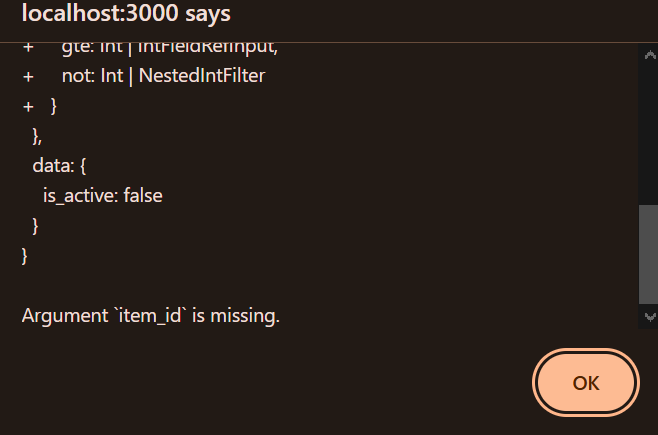 localhost:3000 says
+ gte: Int | IntFieldRefInput,
+ not: Int | NestedIntFilter
+ }
},
data: {
is_active: false
}
}
Argument `item_id` is missing.
OK